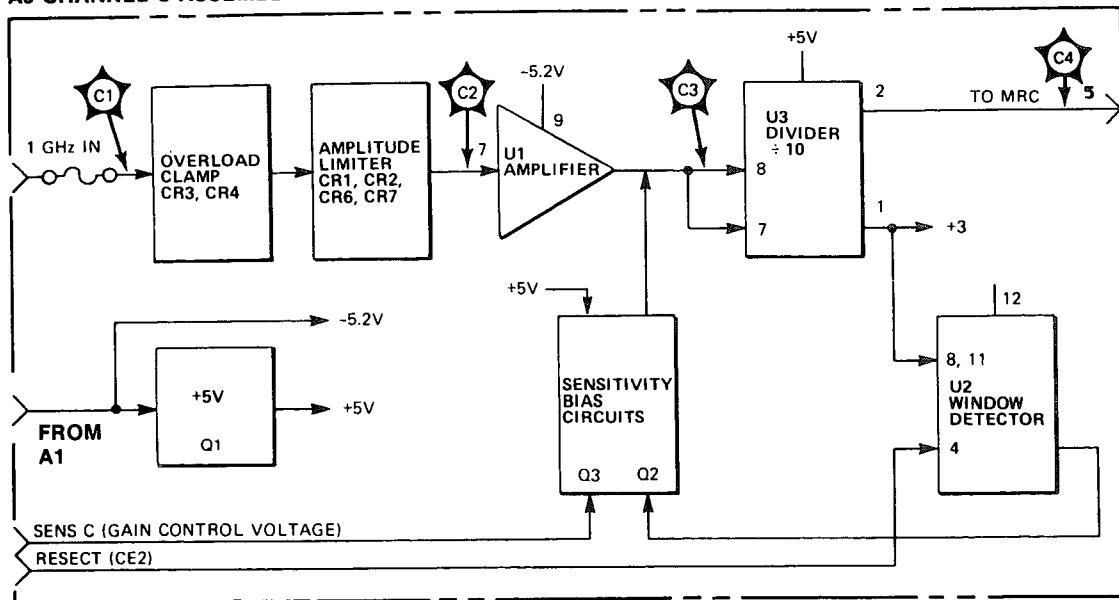 C1
C2
C3
C4
1 GHz IN
OVERLOAD
CLAMP
CR3, CR4
AMPLITUDE
LIMITER
CR1, CR2,
CR6, CR7
7
-5.2V
9
U1
AMPLIFIER
+5V
8
7
U3
DIVIDER
÷ 10
2
TO MRC
5
1
+3
-5.2V
+5V
Q1
+5V
FROM
A1
+5V
SENSITIVITY
BIAS
CIRCUITS
Q3
Q2
12
8, 11
U2
WINDOW
DETECTOR
4
SENS C (GAIN CONTROL VOLTAGE)
RESECT (CE2)